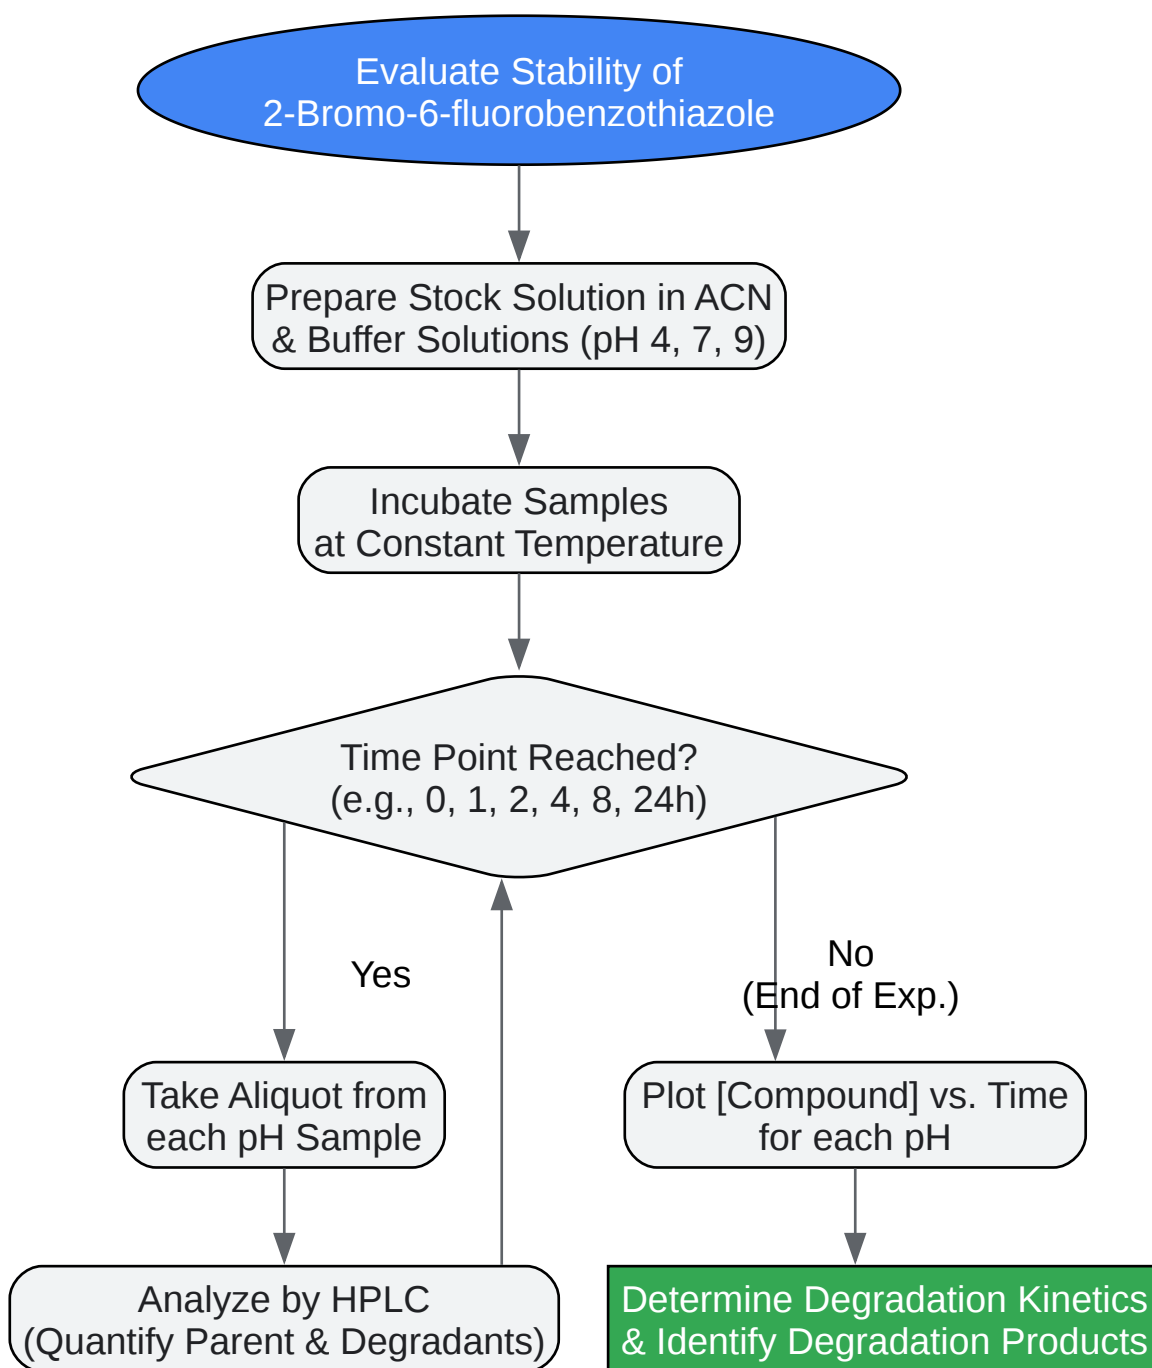 Evaluate Stability of
2-Bromo-6-fluorobenzothiazole
Prepare Stock Solution in ACN
& Buffer Solutions (pH 4, 7, 9)
Incubate Samples
at Constant Temperature
Time Point Reached?
(e.g., 0, 1, 2, 4, 8, 24h)
Yes
No
(End of Exp.)
Take Aliquot from
each pH Sample
Plot [Compound] vs. Time
for each pH
Analyze by HPLC
(Quantify Parent & Degradants)
Determine Degradation Kinetics
& Identify Degradation Products